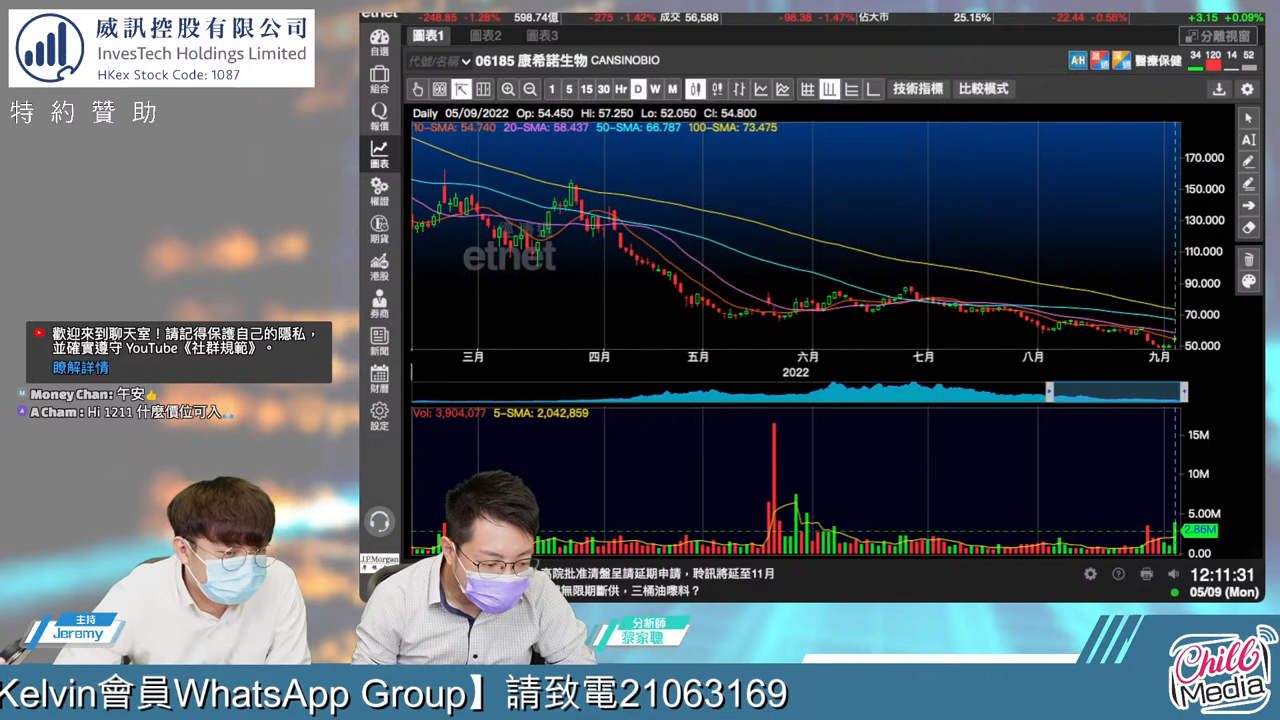 威訊控股有限公司
InvesTech Holdings Limited
HKex Stock Code: 1087
特約贊助
etnet
-248.85 -1.28% 598.74億 -275 -1.42% 成交 56,588 -98.38 -1.47% 佔大市 25.15% -22.44 -0.56% +3.15 +0.09%
圖表1 圖表2 圖表3 分離視窗
代號/名稱 06185 康希諾生物 CANSINOBIO A+H 醫療保健 34 120 14 52
1 5 15 30 Hr D W M 技術指標 比較模式
Daily 05/09/2022 Op: 54.450 Hi: 57.250 Lo: 52.050 Cl: 54.800
10-SMA: 54.740 20-SMA: 58.437 50-SMA: 66.787 100-SMA: 73.475
自選
組合
報價
圖表
權證
期貨
港股
券商
新聞
財曆
設定
170.000
150.000
130.000
110.000
90.000
70.000
50.000
etnet
三月 四月 五月 六月 七月 八月 九月
2022
Vol: 3,904,077 5-SMA: 2,042,859
15M
10M
5.00M
2.86M
0.00
J.P.Morgan
高院批准清盤呈請延期申請，聆訊將延至11月
無限期斷供，三桶油嚟料？
12:11:31
05/09 (Mon)
歡迎來到聊天室！請記得保護自己的隱私，
並確實遵守 YouTube《社群規範》。
瞭解詳情
Money Chan : 午安👍
A Cham : Hi 1211 什麼價位可入
主持
Jeremy
分析師
黎家聰
Kelvin會員WhatsApp Group】請致電21063169
Chill
Media